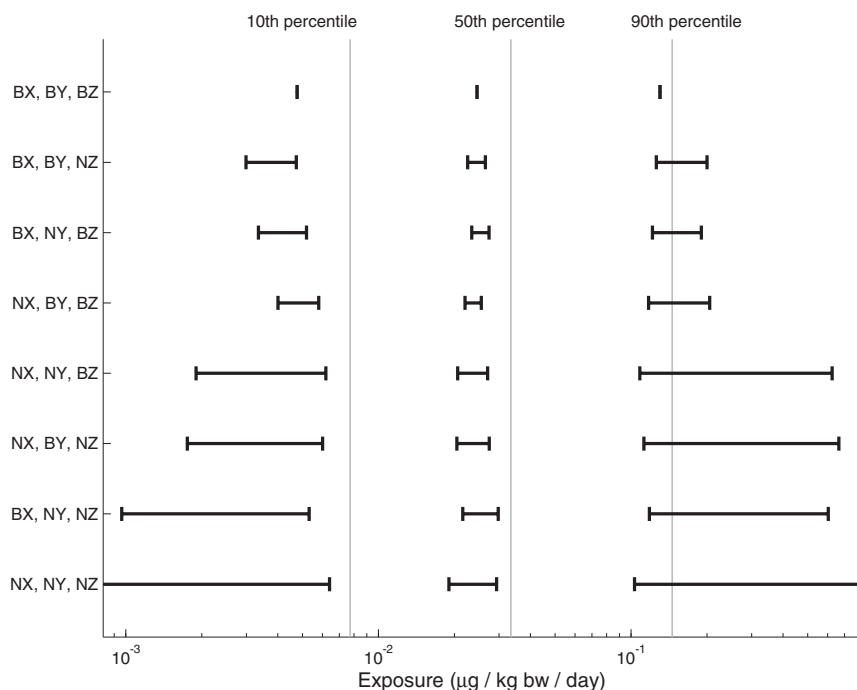 10th percentile 50th percentile 90th percentile
BX, BY, BZ
BX, BY, NZ
BX, NY, BZ
NX, BY, BZ
NX, NY, BZ
NX, BY, NZ
BX, NY, NZ
NX, NY, NZ
10⁻³ 10⁻² 10⁻¹
Exposure (μg / kg bw / day)